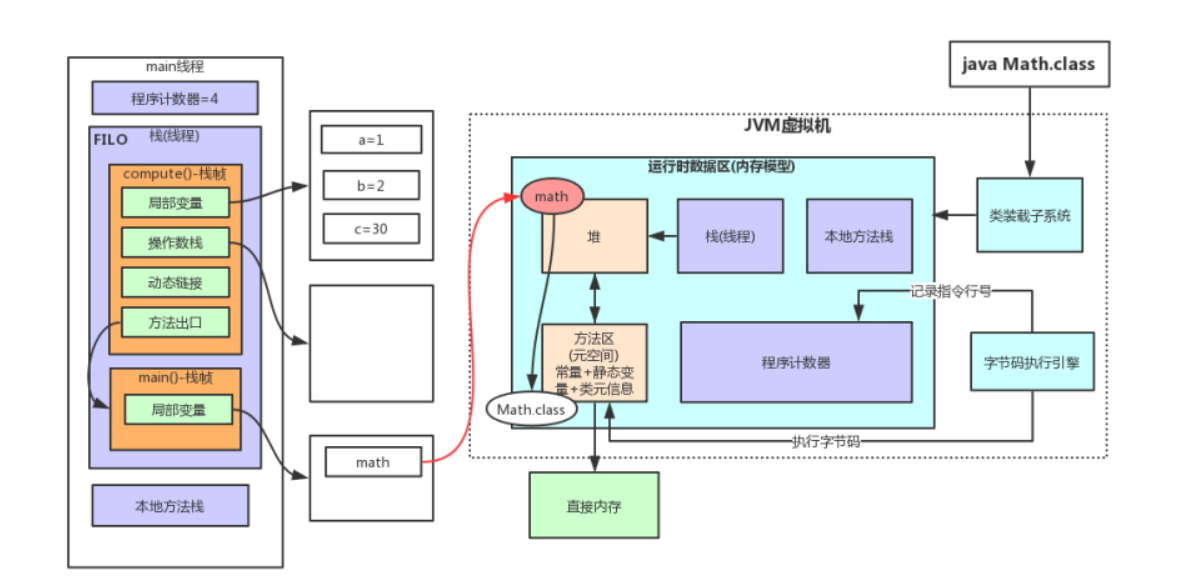 main线程
程序计数器=4
FILO
栈(线程)
compute()-栈帧
局部变量
操作数栈
动态链接
方法出口
main()-栈帧
局部变量
本地方法栈
a=1
b=2
c=30
math
java Math.class
JVM虚拟机
运行时数据区(内存模型)
math
堆
栈(线程)
本地方法栈
类装载子系统
记录指令行号
方法区
(元空间)
常量+静态变
量+类元信息
程序计数器
字节码执行引擎
Math.class
执行字节码
直接内存